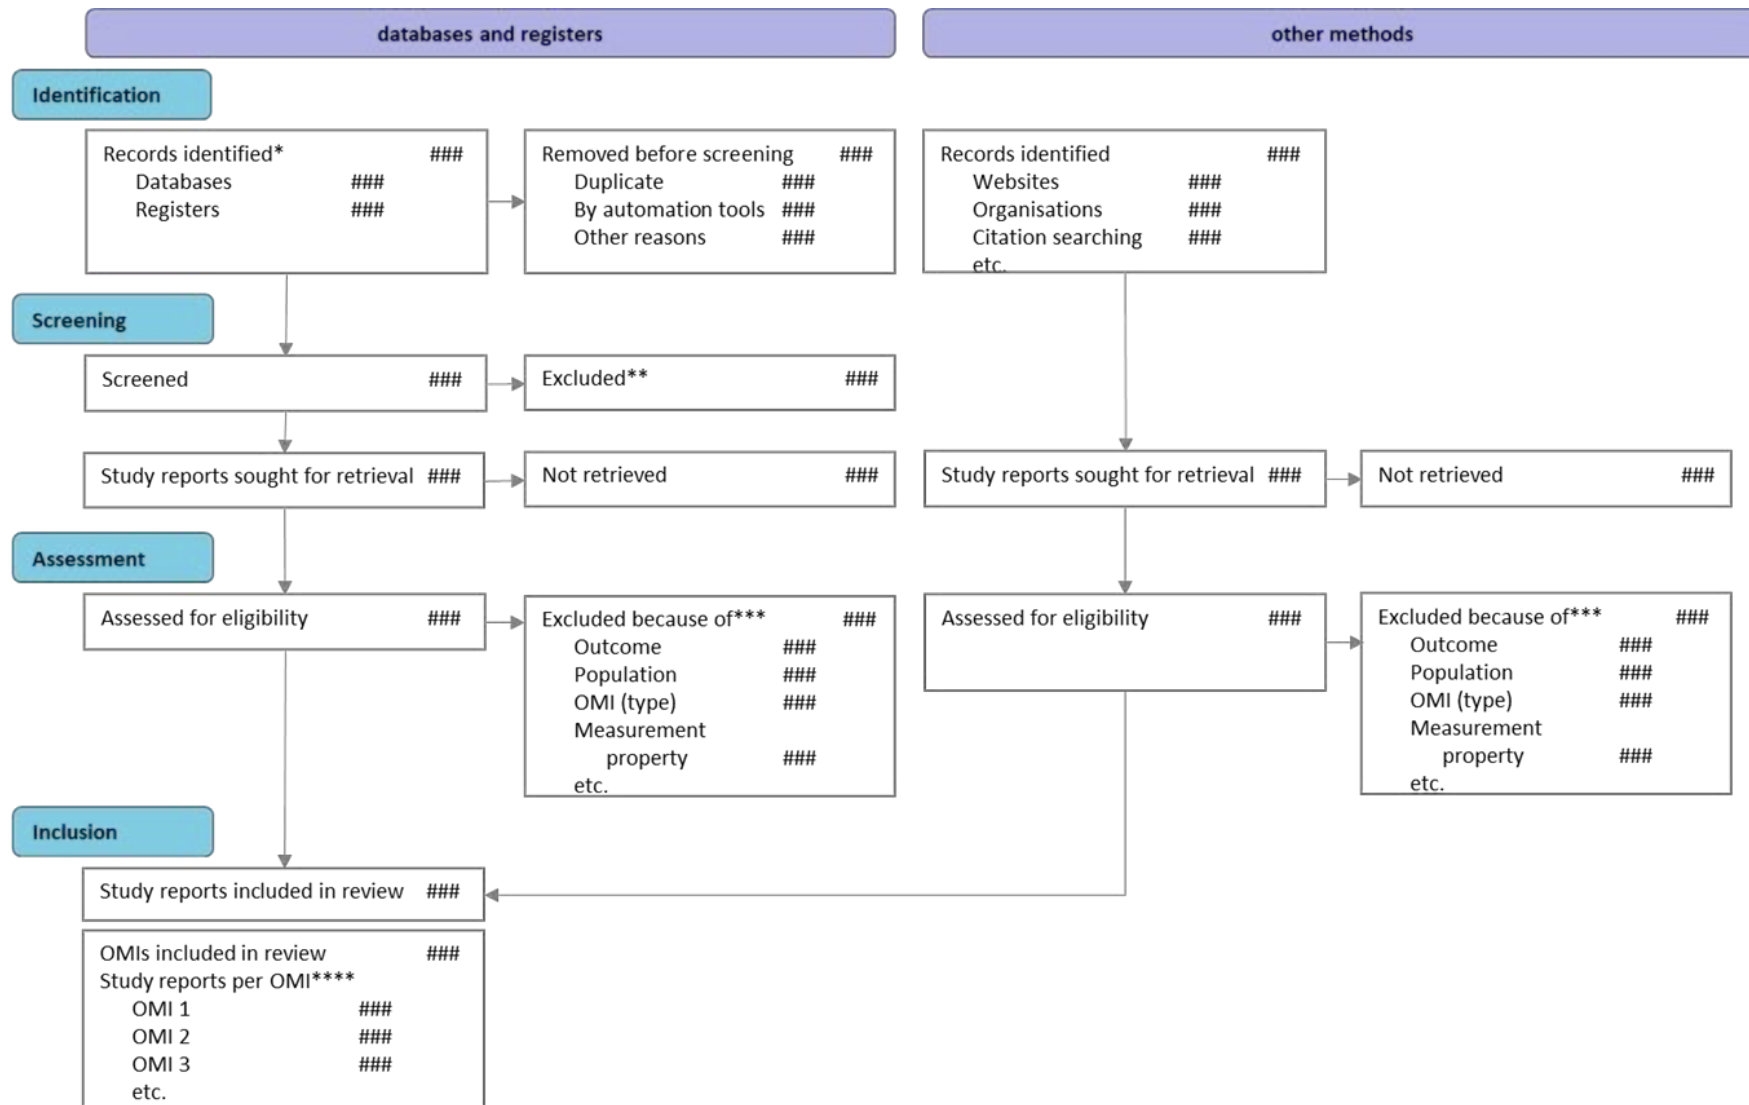 databases and registers
other methods
Identification
Records identified* ###
Databases ###
Registers ###
Removed before screening ###
Duplicate ###
By automation tools ###
Other reasons ###
Records identified ###
Websites ###
Organisations ###
Citation searching ###
etc.
Screening
Screened ###
Excluded** ###
Study reports sought for retrieval ###
Not retrieved ###
Study reports sought for retrieval ###
Not retrieved ###
Assessment
Assessed for eligibility ###
Excluded because of*** ###
Outcome ###
Population ###
OMI (type) ###
Measurement
property ###
etc.
Assessed for eligibility ###
Excluded because of*** ###
Outcome ###
Population ###
OMI (type) ###
Measurement
property ###
etc.
Inclusion
Study reports included in review ###
OMIs included in review ###
Study reports per OMI****
OMI 1 ###
OMI 2 ###
OMI 3 ###
etc.